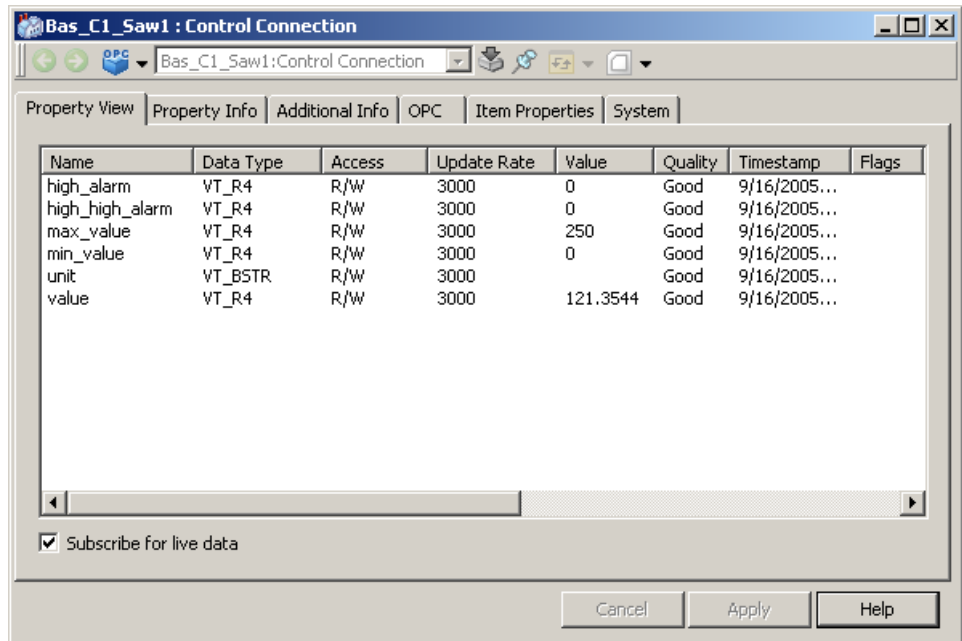 Bas_C1_Saw1 : Control Connection
OPC Bas_C1_Saw1:Control Connection
Property View Property Info Additional Info OPC Item Properties System
Name Data Type Access Update Rate Value Quality Timestamp Flags
high_alarm VT_R4 R/W 3000 0 Good 9/16/2005...
high_high_alarm VT_R4 R/W 3000 0 Good 9/16/2005...
max_value VT_R4 R/W 3000 250 Good 9/16/2005...
min_value VT_R4 R/W 3000 0 Good 9/16/2005...
unit VT_BSTR R/W 3000 Good 9/16/2005...
value VT_R4 R/W 3000 121.3544 Good 9/16/2005...
Subscribe for live data
Cancel Apply Help